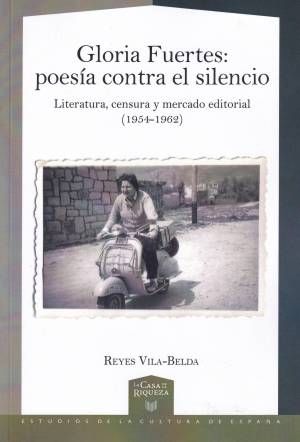 Gloria Fuertes:
poesía contra el silencio
Literatura, censura y mercado editorial
(1954-1962)
REYES VILA-BELDA
LA CASA DE LA
RIQUEZA
ESTUDIOS DE LA CULTURA DE ESPAÑA